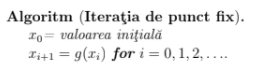 Algoritm (Iteraţia de punct fix).
x₀ = valoarea iniţială
xᵢ₊₁ = g(xᵢ) for i = 0, 1, 2, . . . .